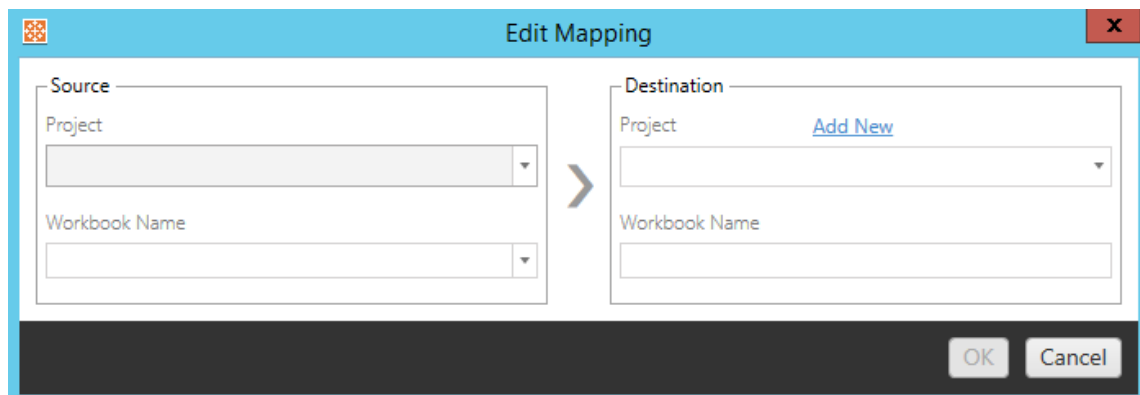 Edit Mapping
x
Source
Project
Workbook Name
Destination
Project Add New
Workbook Name
OK Cancel